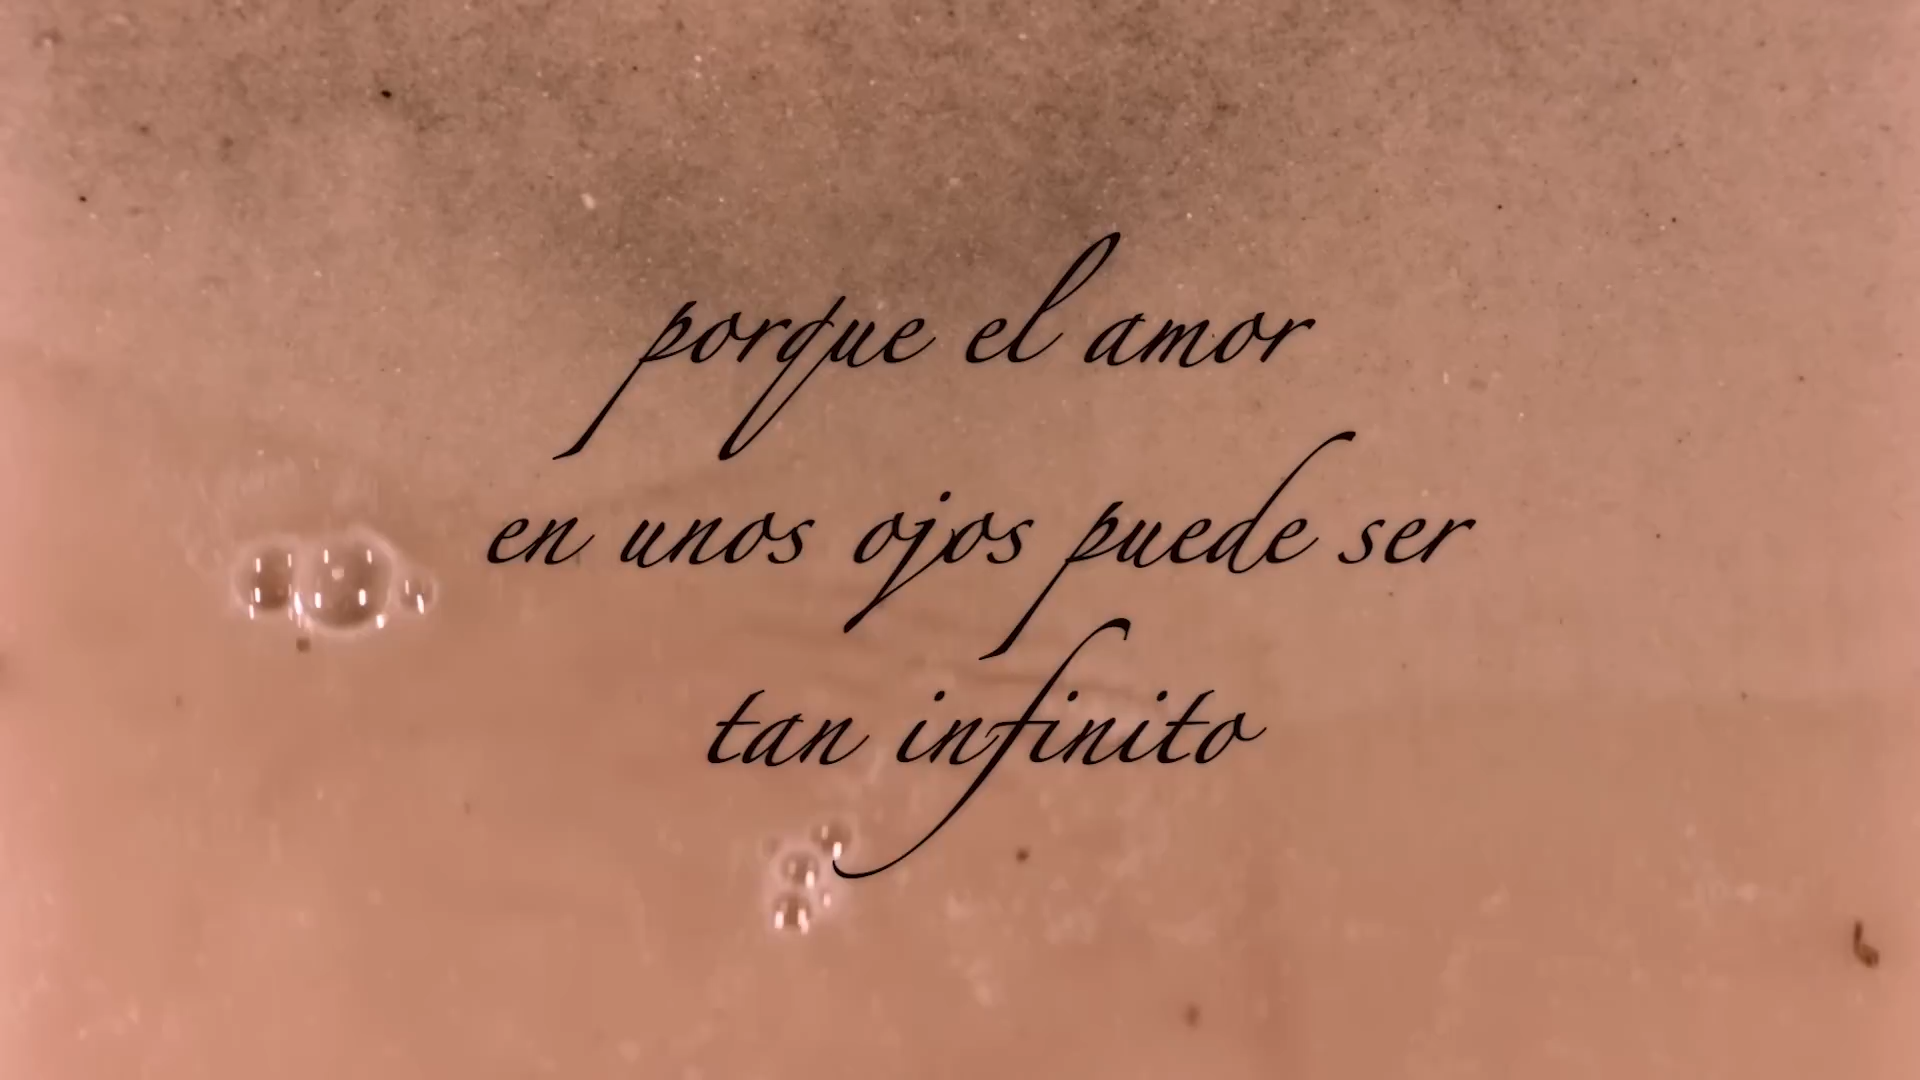 porque el amor
en unos ojos puede ser
tan infinito